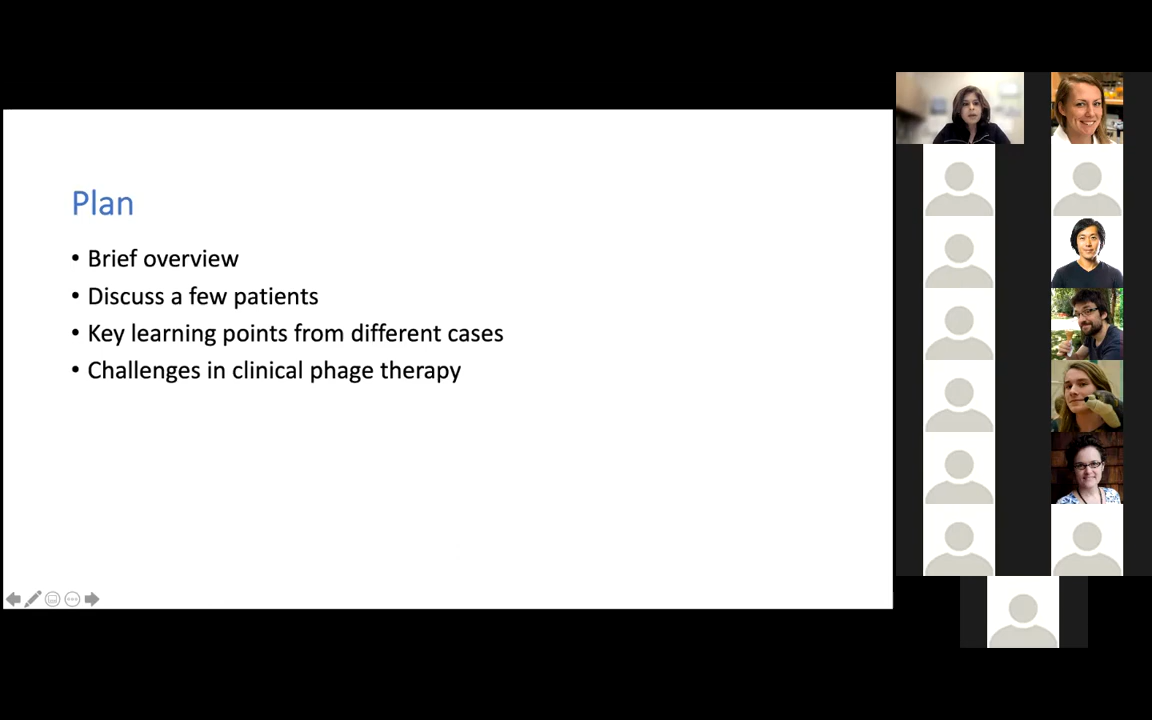 Plan
• Brief overview
• Discuss a few patients
• Key learning points from different cases
• Challenges in clinical phage therapy